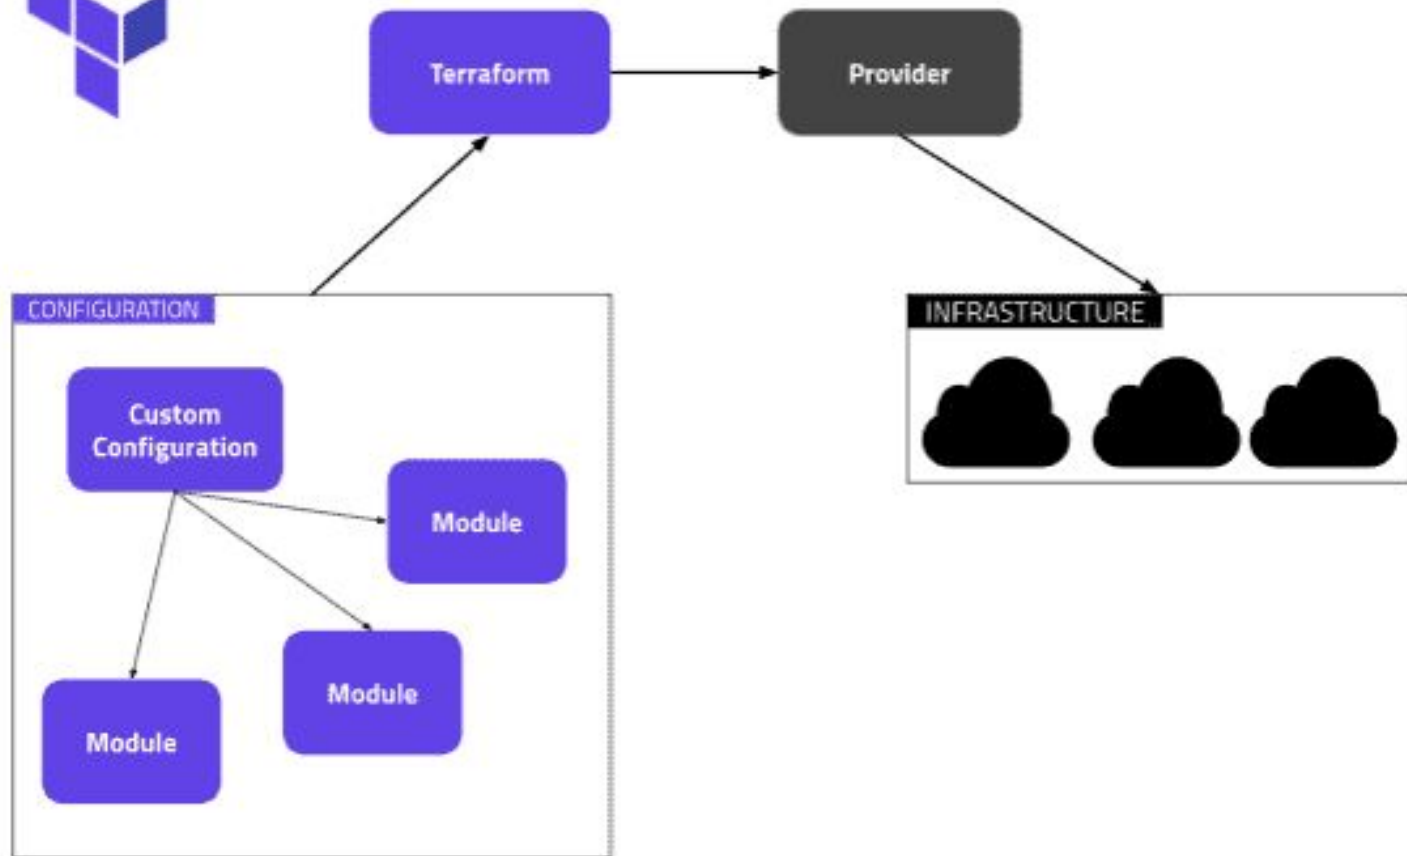 Terraform
Provider
CONFIGURATION
INFRASTRUCTURE
Custom
Configuration
Module
Module
Module